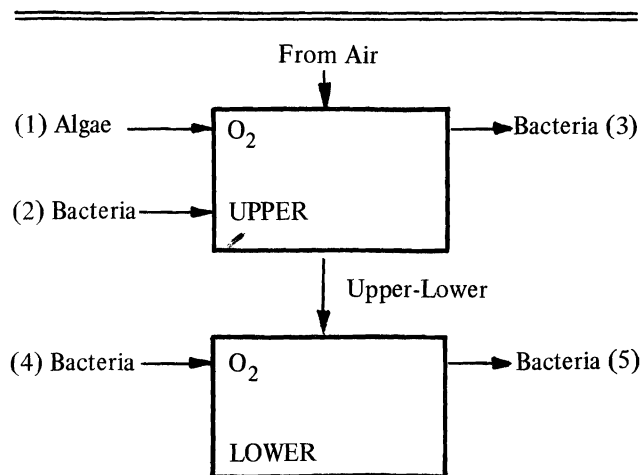 From Air
(1) Algae O₂ Bacteria (3)
(2) Bacteria UPPER
Upper-Lower
(4) Bacteria O₂ Bacteria (5)
LOWER